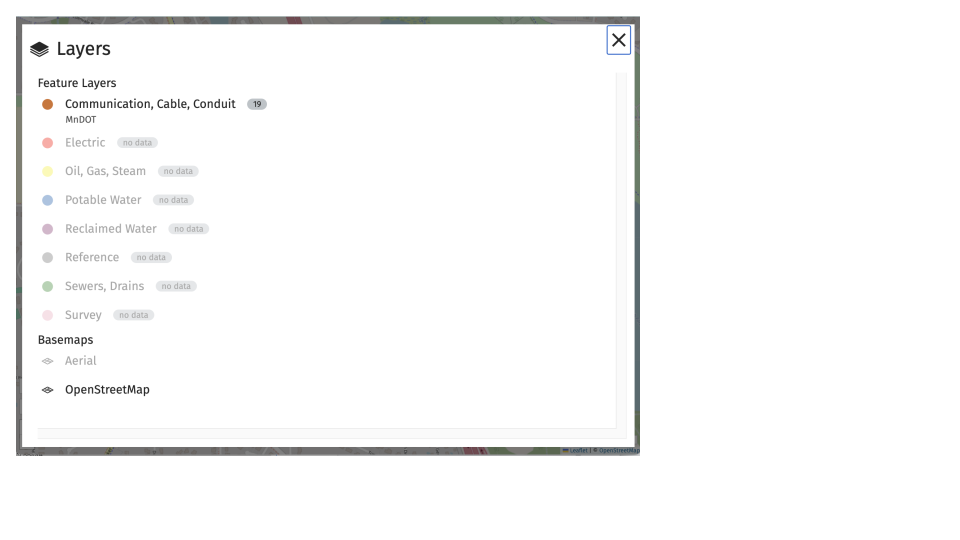 Layers
Feature Layers
Communication, Cable, Conduit 19
MnDOT
Electric no data
Oil, Gas, Steam no data
Potable Water no data
Reclaimed Water no data
Reference no data
Sewers, Drains no data
Survey no data
Basemaps
Aerial
OpenStreetMap
Leaflet | © OpenStreetMap